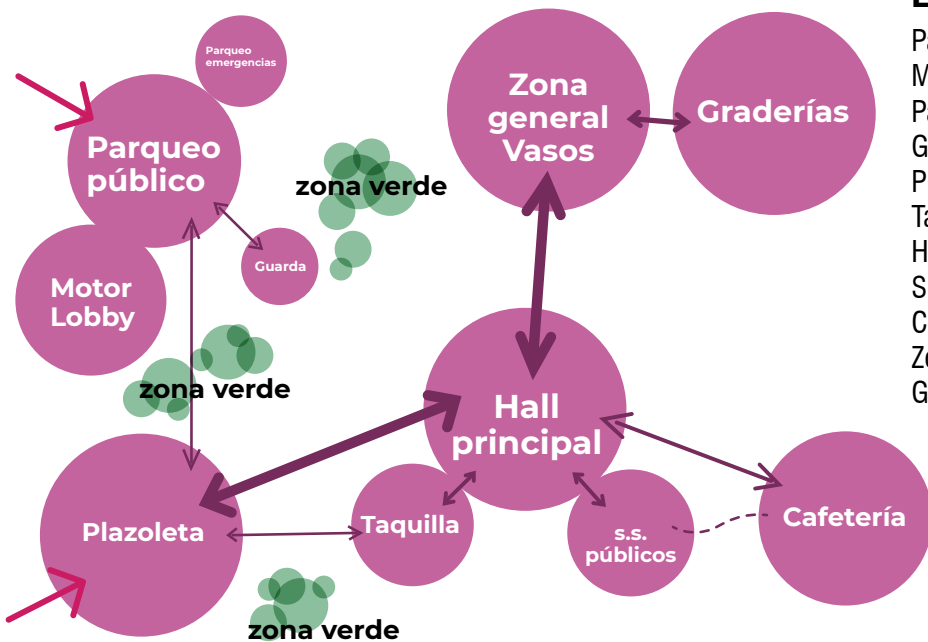 Parqueo
emergencias
Parqueo
público
zona verde
Guarda
Motor
Lobby
zona verde
Zona
general
Vasos
Graderías
Hall
principal
Plazoleta
Taquilla
s.s.
públicos
Cafetería
zona verde